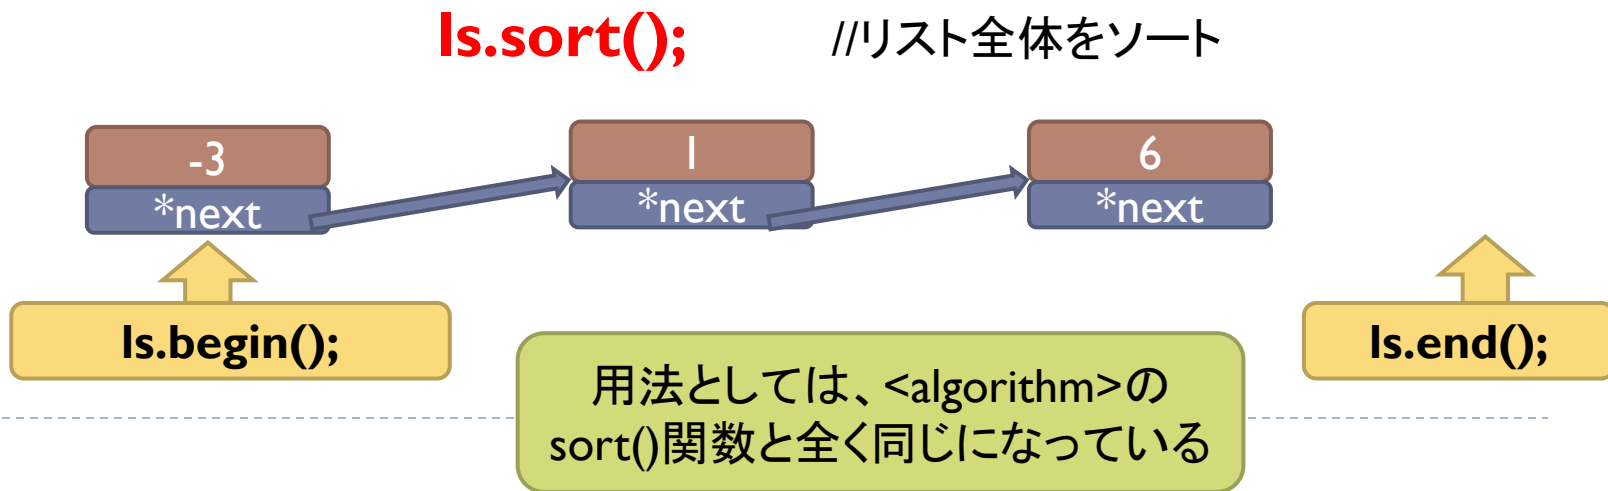 ls.sort(); //リスト全体をソート
-3
1
6
*next
*next
*next
ls.begin();
ls.end();
用法としては、<algorithm>の
sort()関数と全く同じになっている